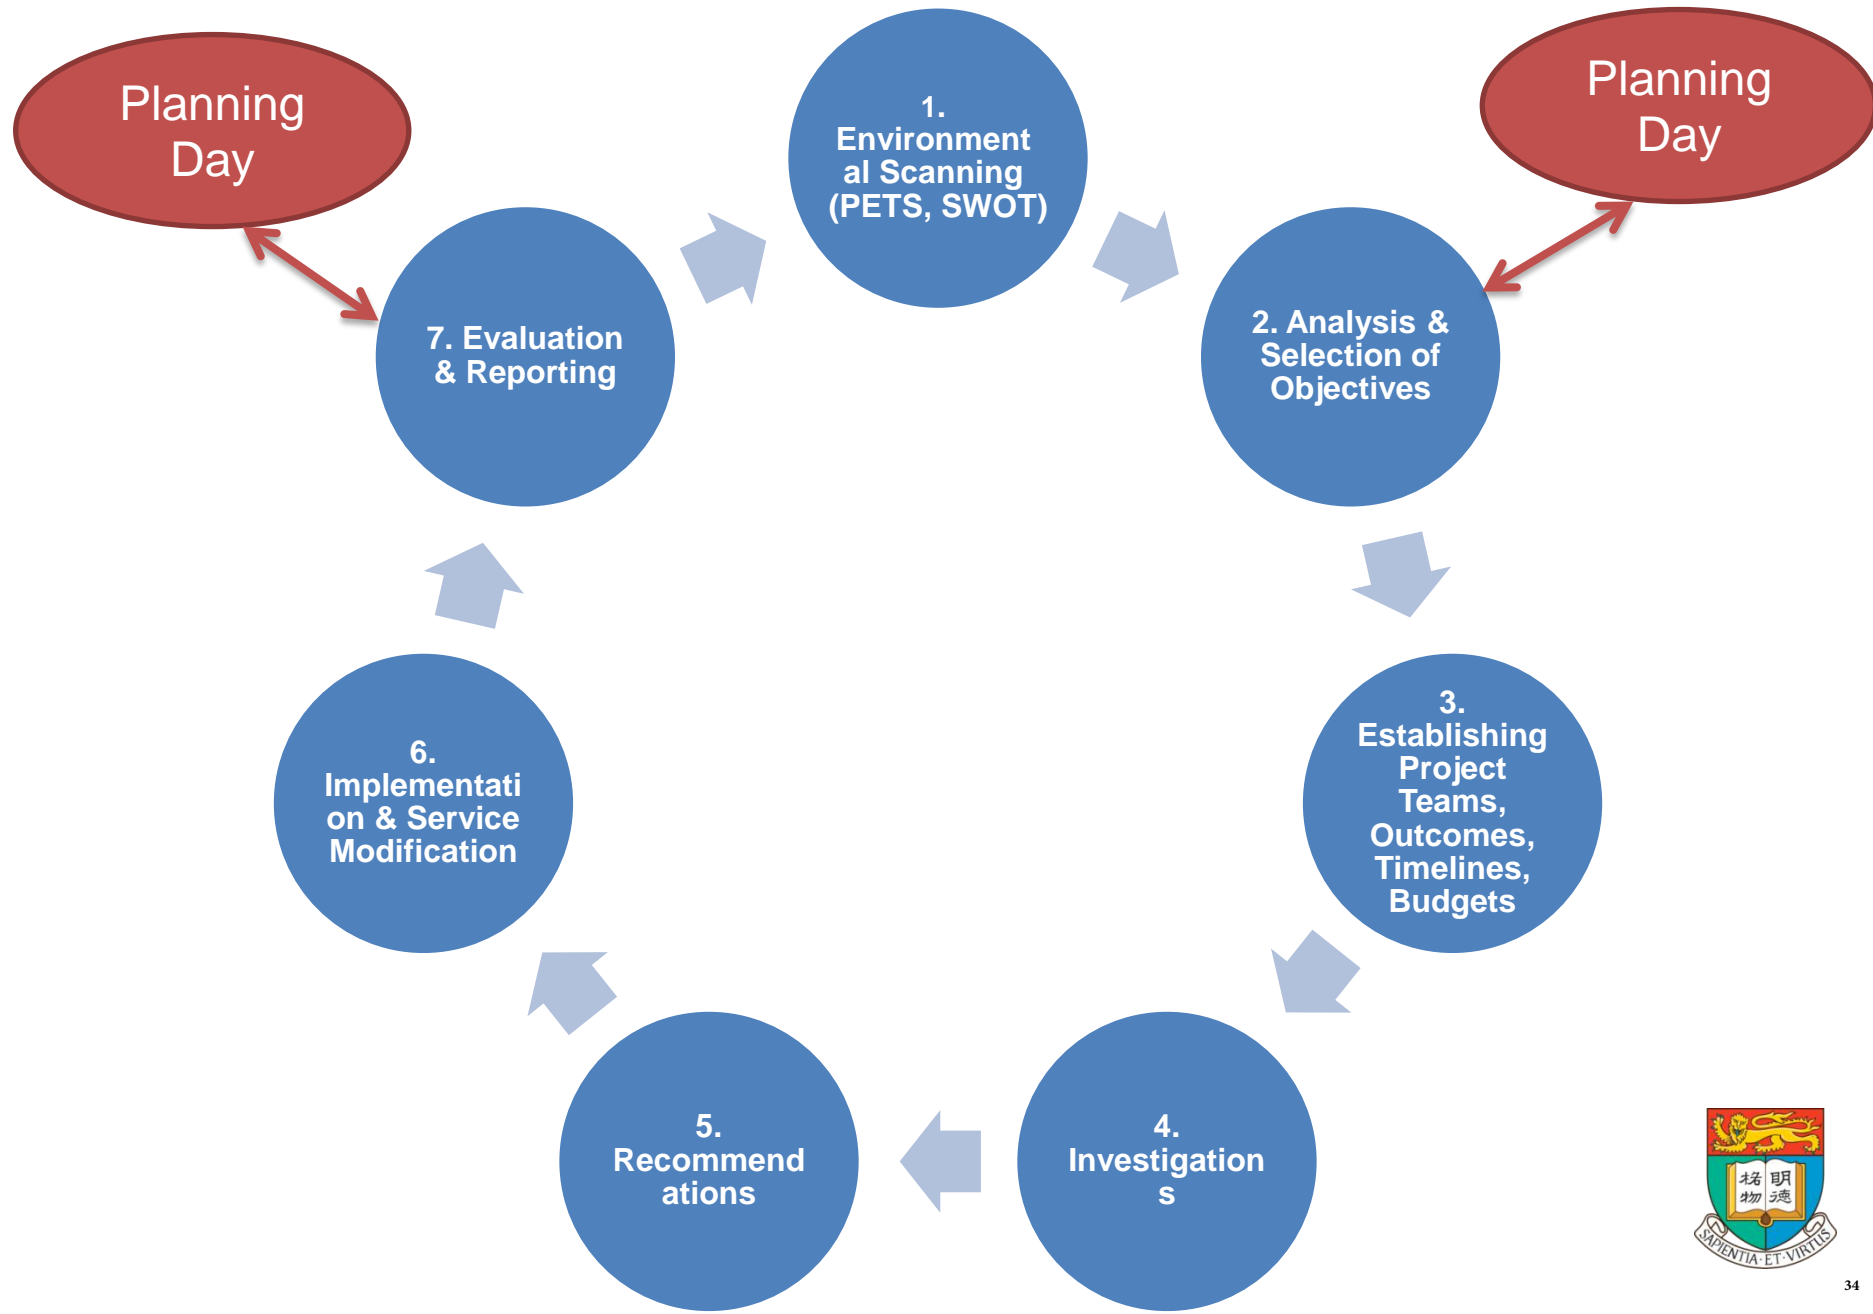 Planning
Day
Planning
Day
1.
Environment
al Scanning
(PETS, SWOT)
2. Analysis &
Selection of
Objectives
3.
Establishing
Project
Teams,
Outcomes,
Timelines,
Budgets
4.
Investigation
s
5.
Recommend
ations
6.
Implementati
on & Service
Modification
7. Evaluation
& Reporting
明德
格物
SAPIENTIA·ET·VIRTUS
34